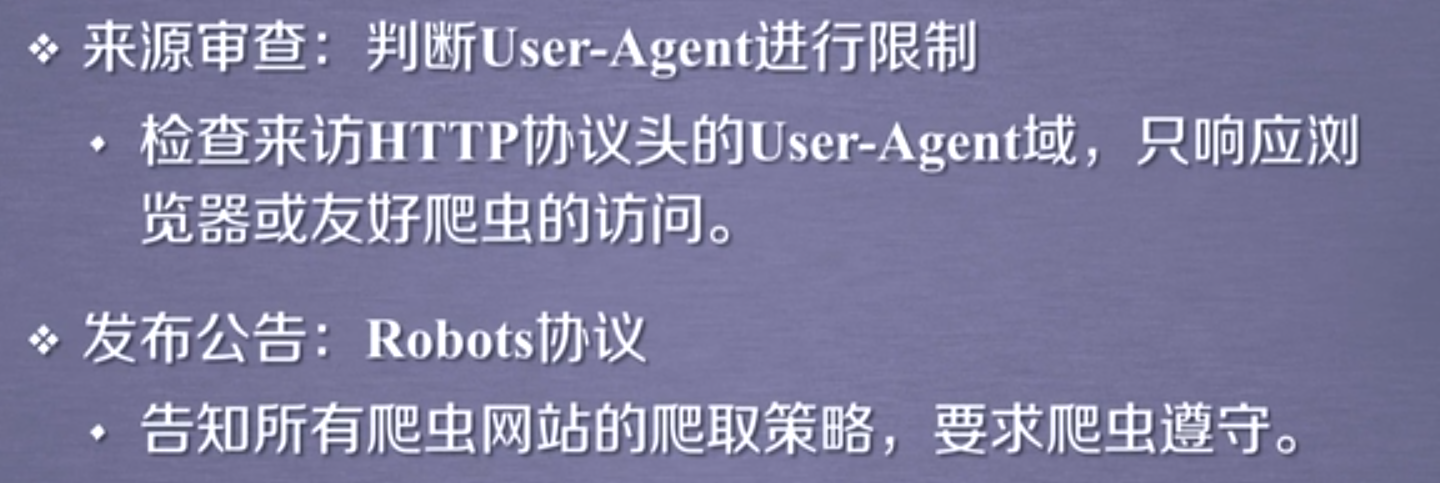 ❖ 来源审查：判断User-Agent进行限制
• 检查来访HTTP协议头的User-Agent域，只响应浏
览器或友好爬虫的访问。
❖ 发布公告：Robots协议
• 告知所有爬虫网站的爬取策略，要求爬虫遵守。